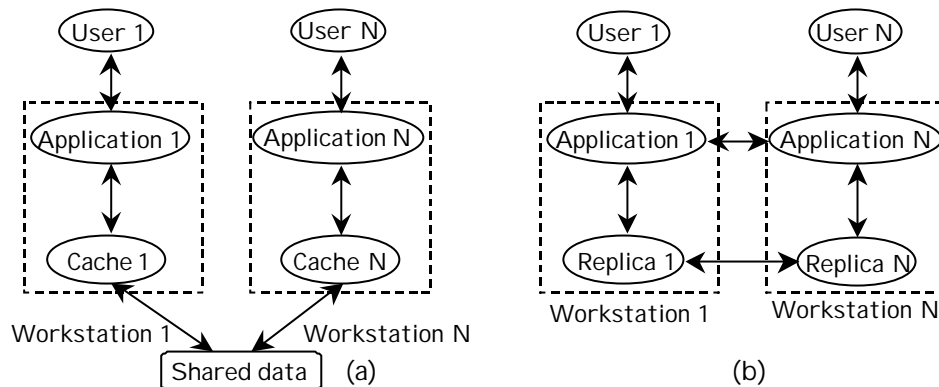 User 1
User N
Application 1
Application N
Cache 1
Cache N
Workstation 1
Workstation N
Shared data
(a)
User 1
User N
Application 1
Application N
Replica 1
Replica N
Workstation 1
Workstation N
(b)